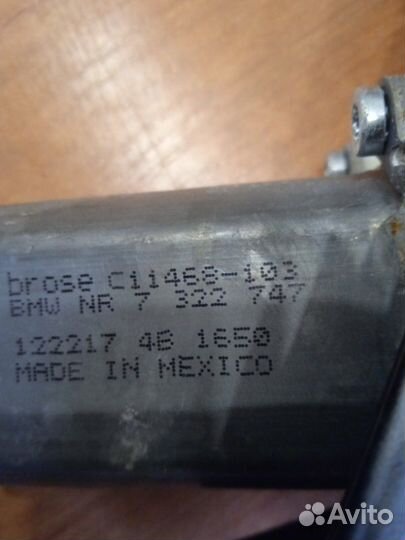 brose C11468-103
BMW NR 7 322 747
122217 4B 1650
MADE IN MEXICO
Avito